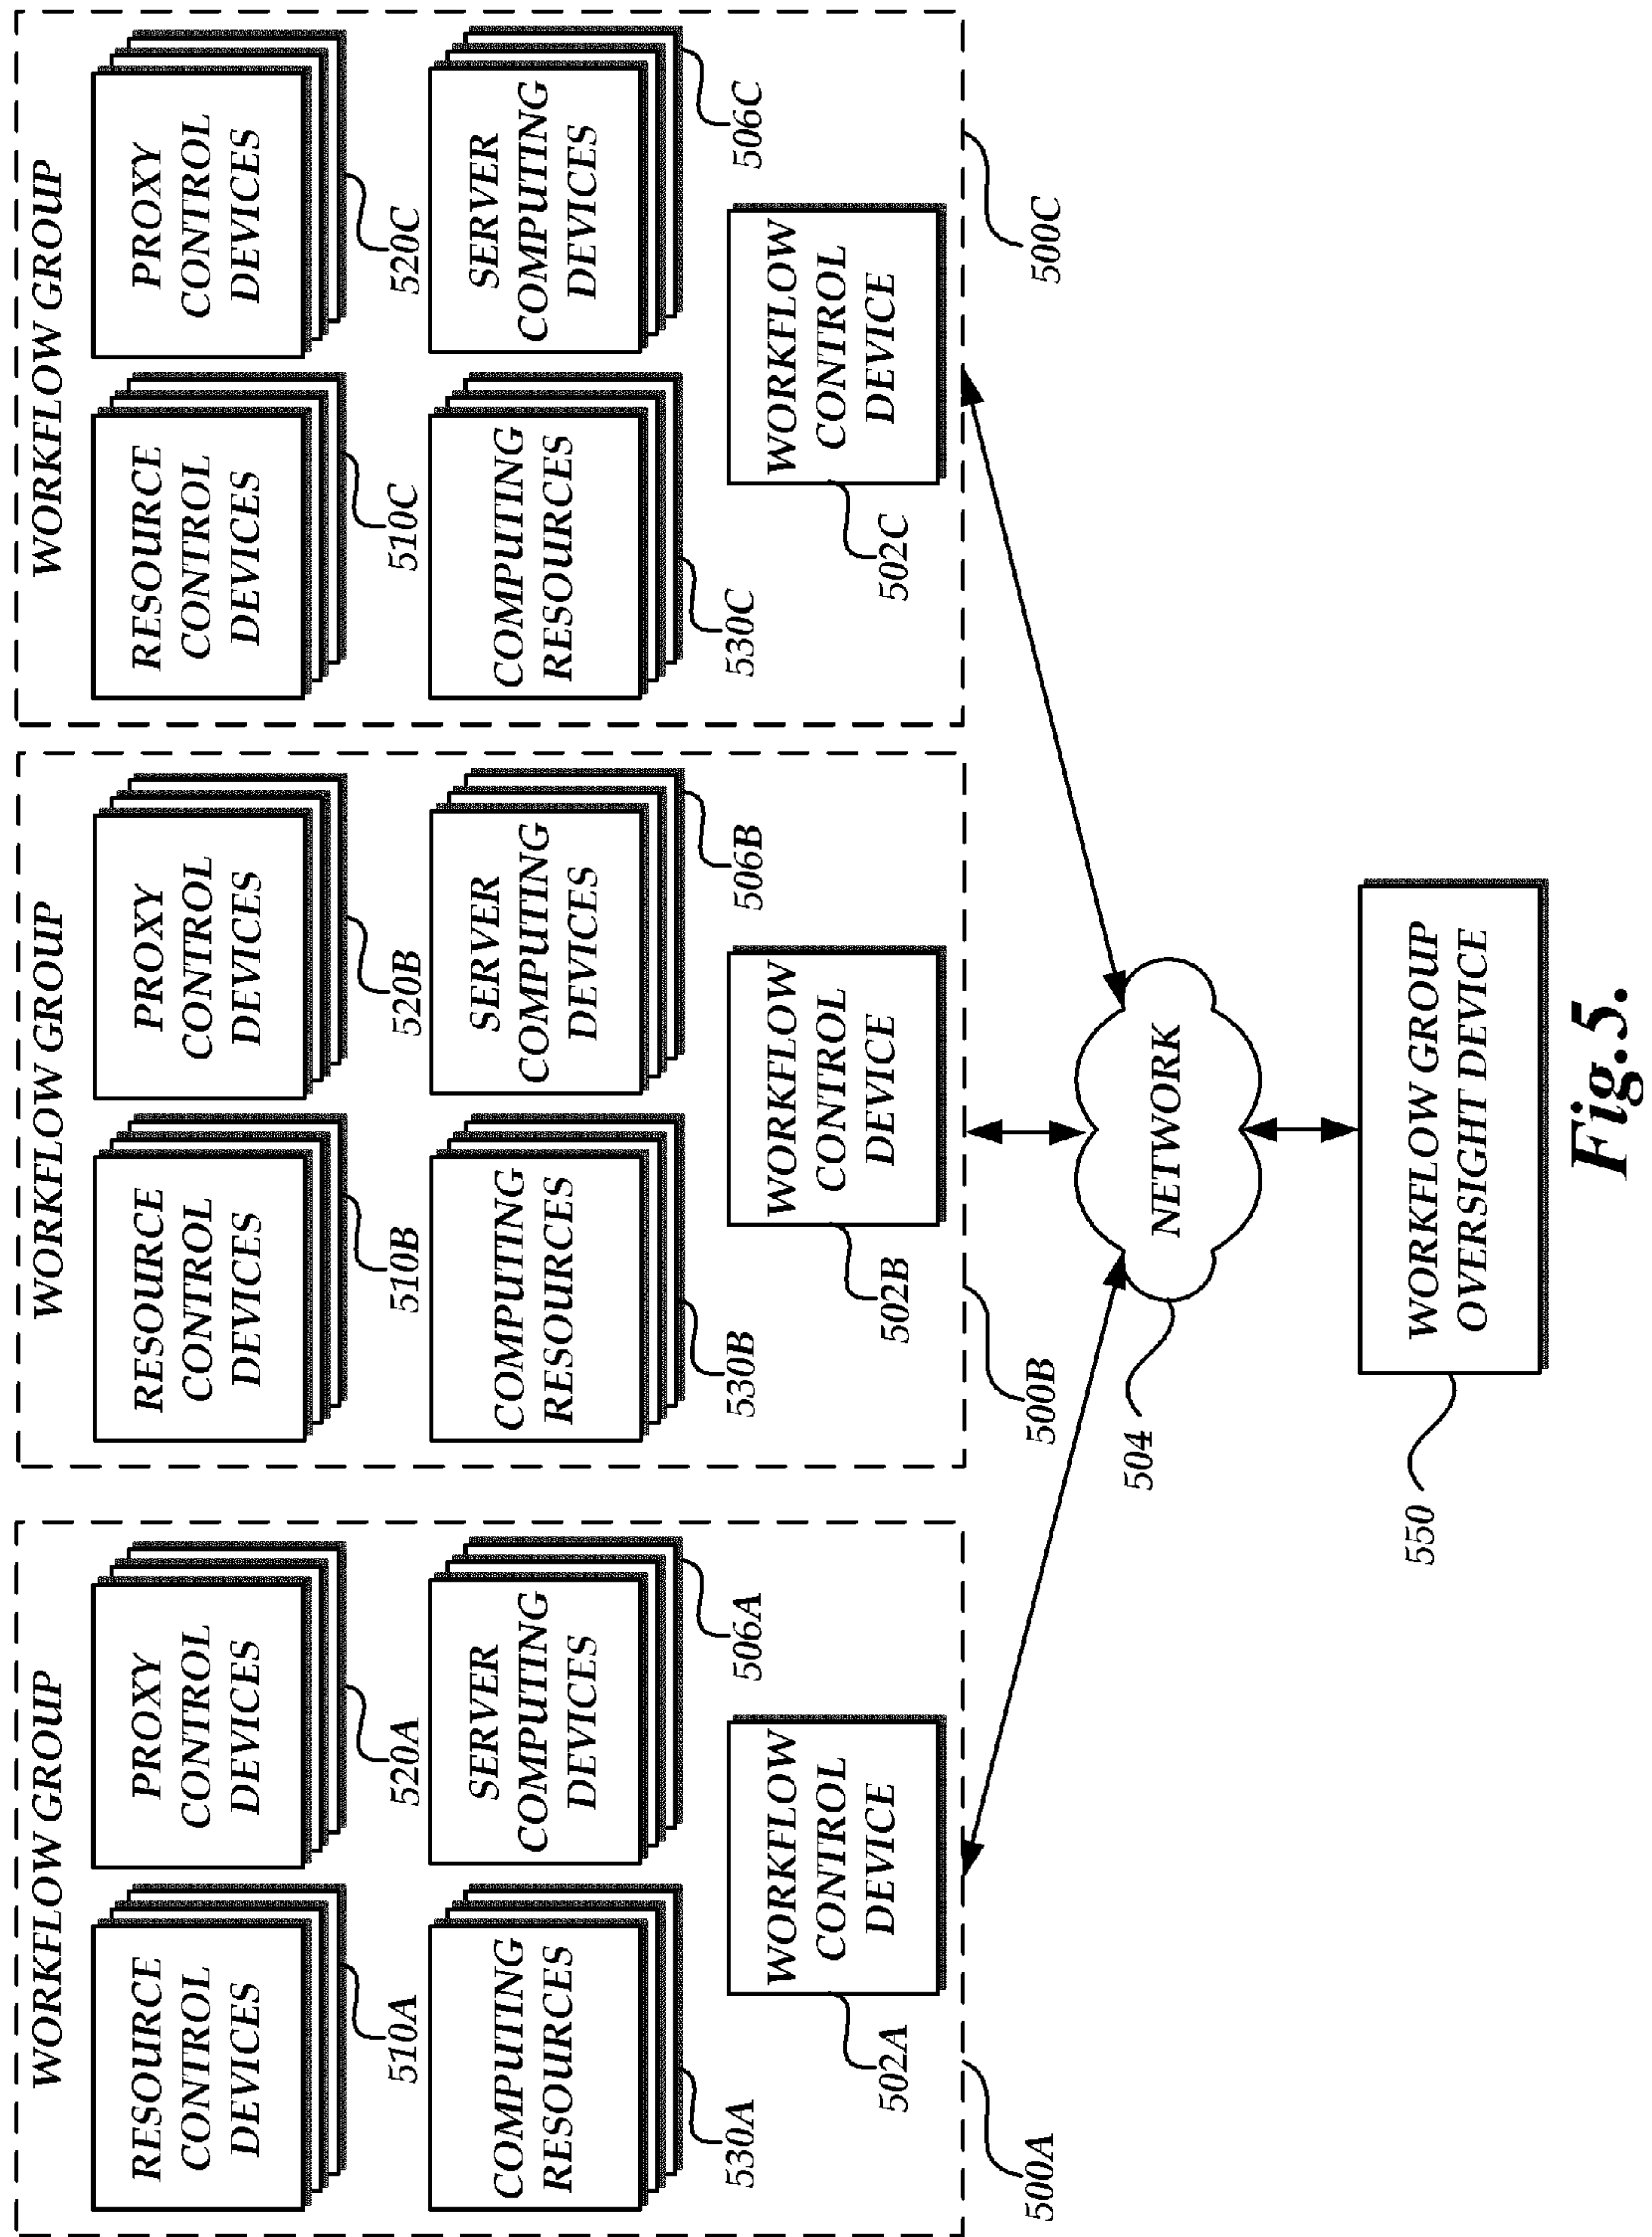 WORKFLOW GROUP
RESOURCE
CONTROL
DEVICES
510A
PROXY
CONTROL
DEVICES
520A
COMPUTING
RESOURCES
530A
SERVER
COMPUTING
DEVICES
506A
WORKFLOW
CONTROL
DEVICE
502A
500A
WORKFLOW GROUP
RESOURCE
CONTROL
DEVICES
510B
PROXY
CONTROL
DEVICES
520B
COMPUTING
RESOURCES
530B
SERVER
COMPUTING
DEVICES
506B
WORKFLOW
CONTROL
DEVICE
502B
500B
WORKFLOW GROUP
RESOURCE
CONTROL
DEVICES
510C
PROXY
CONTROL
DEVICES
520C
COMPUTING
RESOURCES
530C
SERVER
COMPUTING
DEVICES
506C
WORKFLOW
CONTROL
DEVICE
502C
500C
NETWORK
504
WORKFLOW GROUP
OVERSIGHT DEVICE
550
Fig.5.